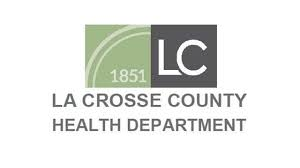 1851 LC
LA CROSSE COUNTY
HEALTH DEPARTMENT